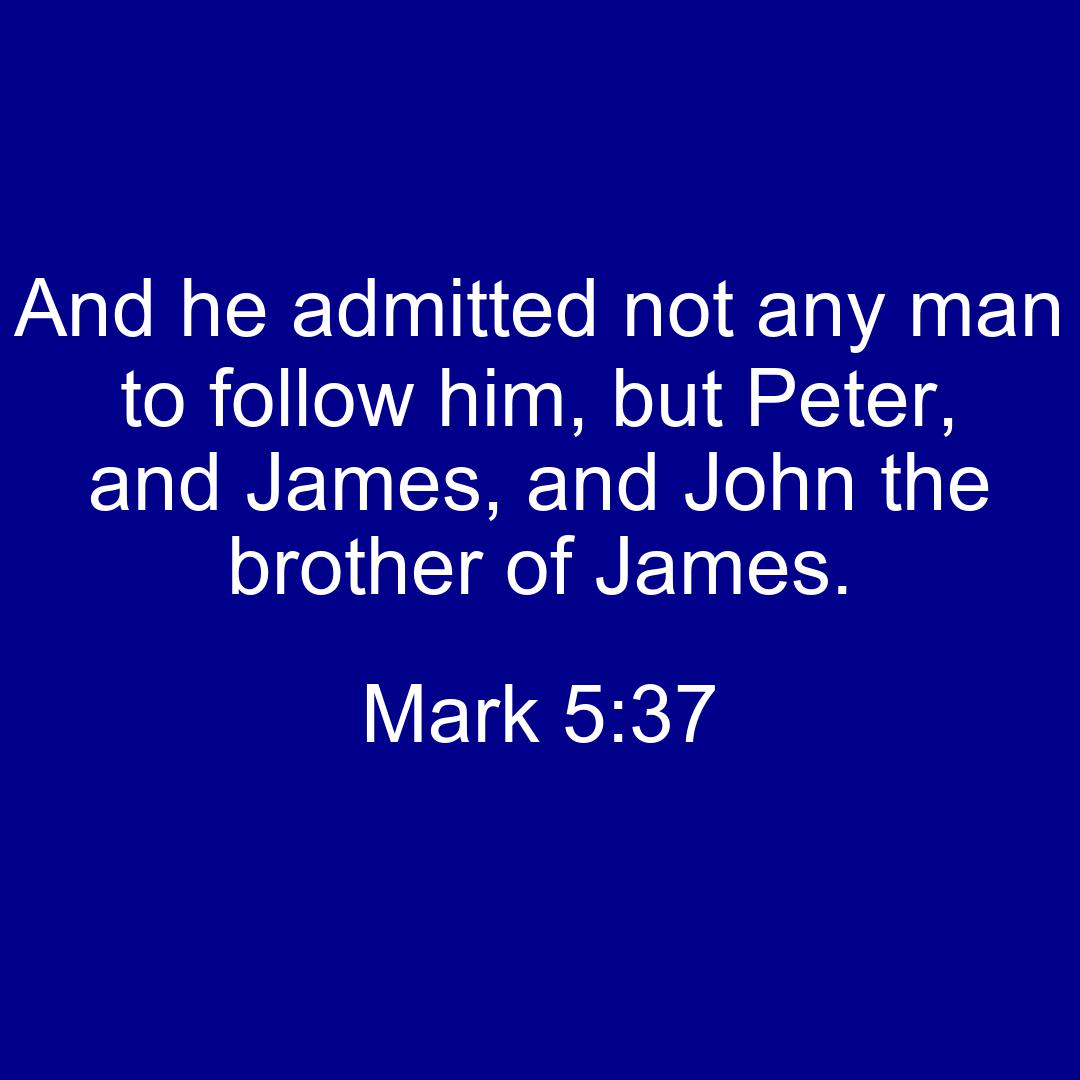 And he admitted not any man
to follow him, but Peter,
and James, and John the
brother of James.
Mark 5:37